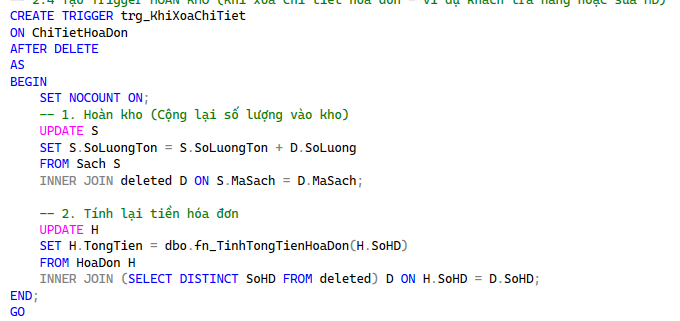 -- 2.4 Tạo Trigger HOÀN KHO (Khi xóa chi tiết hóa đơn - ví dụ khách trả hàng hoặc sửa HD)
CREATE TRIGGER trg_KhiXoaChiTiet
ON ChiTietHoaDon
AFTER DELETE
AS
BEGIN
    SET NOCOUNT ON;
    -- 1. Hoàn kho (Cộng lại số lượng vào kho)
    UPDATE S
    SET S.SoLuongTon = S.SoLuongTon + D.SoLuong
    FROM Sach S
    INNER JOIN deleted D ON S.MaSach = D.MaSach;

    -- 2. Tính lại tiền hóa đơn
    UPDATE H
    SET H.TongTien = dbo.fn_TinhTongTienHoaDon(H.SoHD)
    FROM HoaDon H
    INNER JOIN (SELECT DISTINCT SoHD FROM deleted) D ON H.SoHD = D.SoHD;
END;
GO